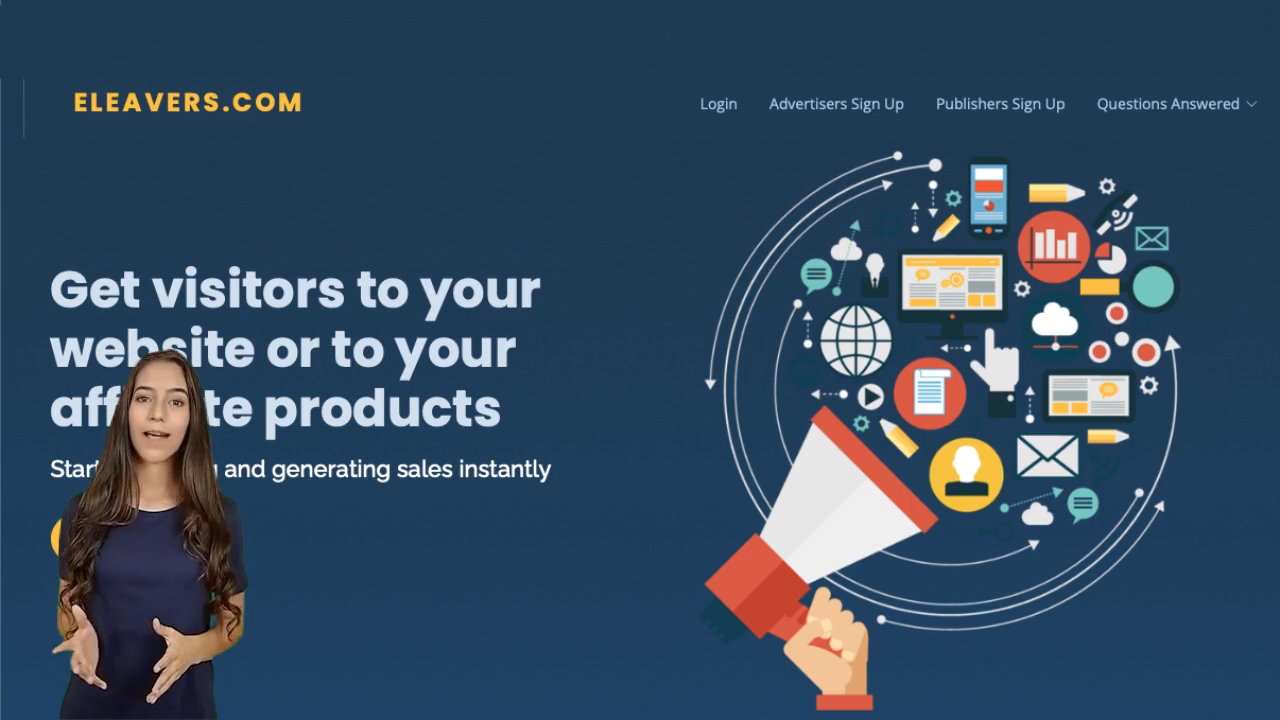 ELEAVERS.COM
Login Advertisers Sign Up Publishers Sign Up Questions Answered
Get visitors to your
website or to your
products
and generating sales instantly